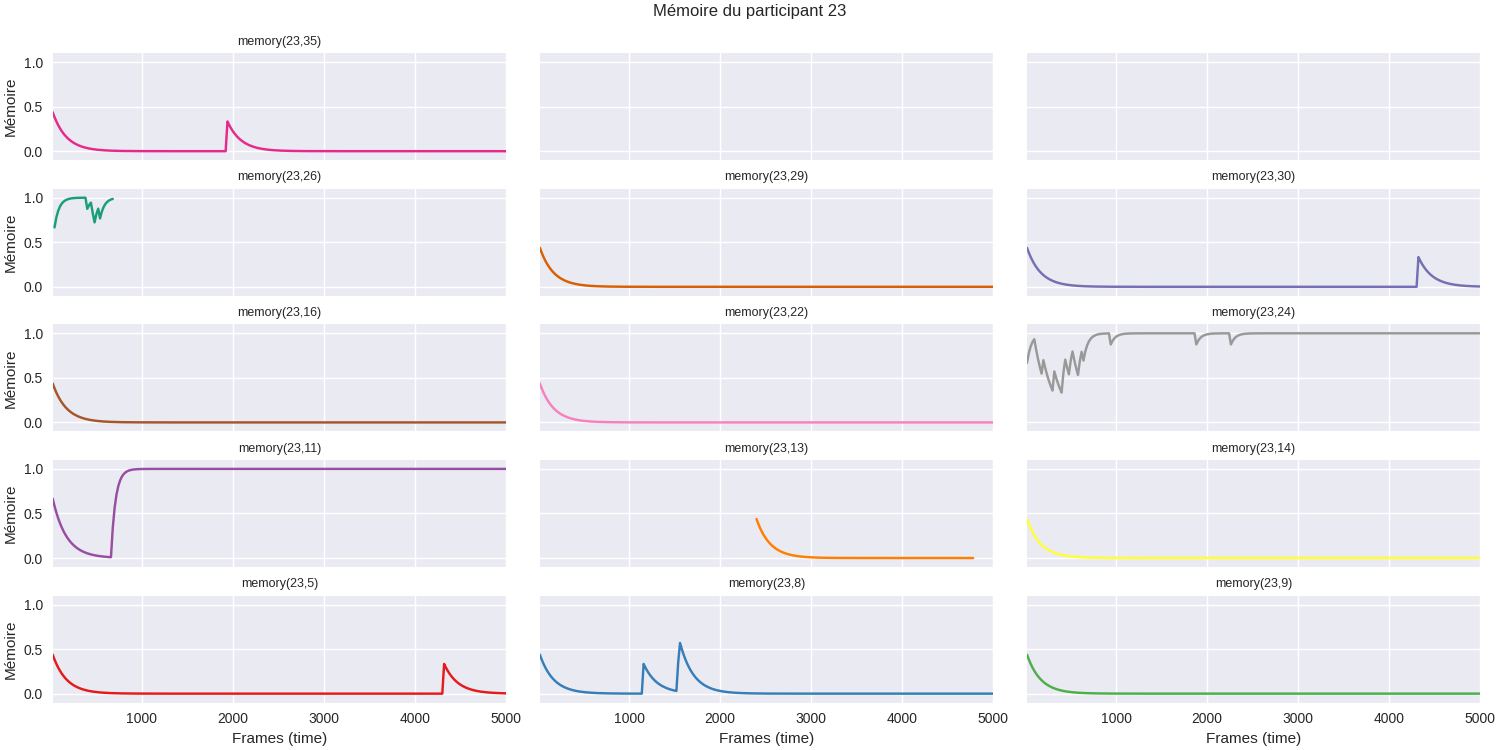 Mémoire du participant 23
memory(23,35)
Mémoire
1.0
0.5
0.0
1000 2000 3000 4000 5000
1000 2000 3000 4000 5000
1000 2000 3000 4000 5000
memory(23,26) memory(23,29) memory(23,30)
Mémoire
1.0
0.5
0.0
memory(23,16) memory(23,22) memory(23,24)
Mémoire
1.0
0.5
0.0
memory(23,11) memory(23,13) memory(23,14)
Mémoire
1.0
0.5
0.0
memory(23,5) memory(23,8) memory(23,9)
Mémoire
1.0
0.5
0.0
Frames (time) Frames (time) Frames (time)